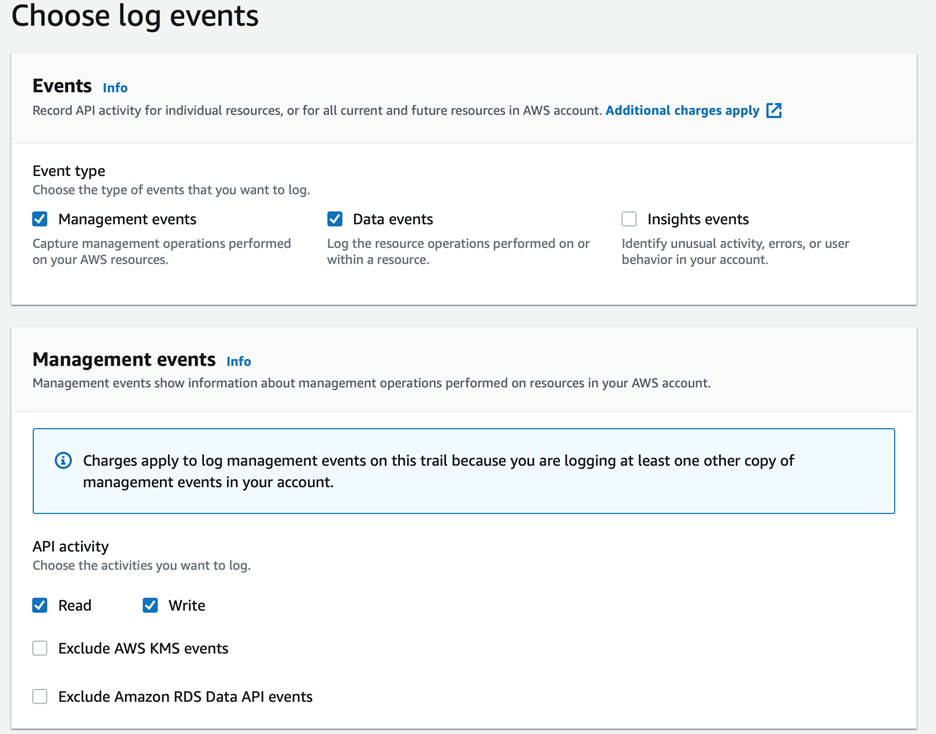 Choose log events
Events Info
Record API activity for individual resources, or for all current and future resources in AWS account. Additional charges apply
Event type
Choose the type of events that you want to log.
Management events
Capture management operations performed
on your AWS resources.
Data events
Log the resource operations performed on or
within a resource.
Insights events
Identify unusual activity, errors, or user
behavior in your account.
Management events Info
Management events show information about management operations performed on resources in your AWS account.
Charges apply to log management events on this trail because you are logging at least one other copy of
management events in your account.
API activity
Choose the activities you want to log.
Read Write
Exclude AWS KMS events
Exclude Amazon RDS Data API events